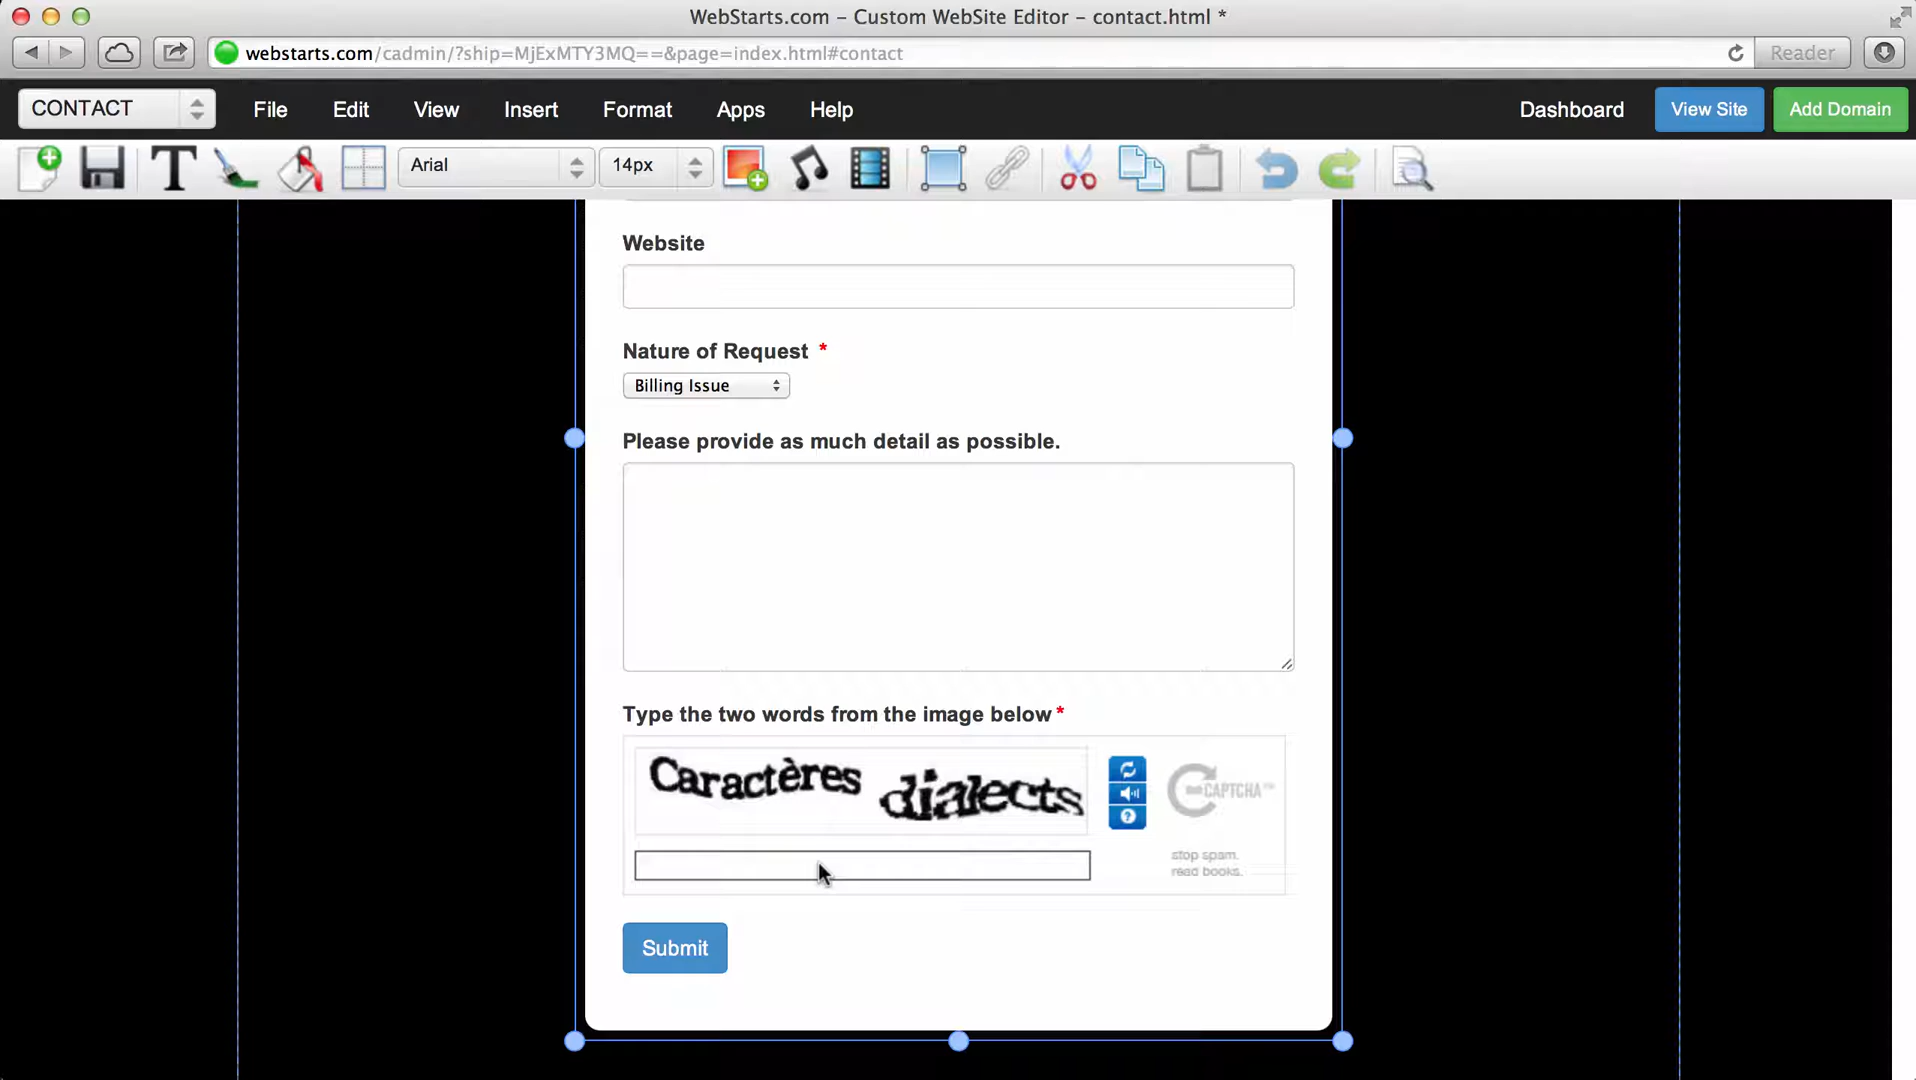 WebStarts.com – Custom WebSite Editor – contact.html *
webstarts.com/cadmin/?ship=MjExMTY3MQ==&page=index.html#contact
Reader
CONTACT
File
Edit
View
Insert
Format
Apps
Help
Dashboard
View Site
Add Domain
T
Arial
14px
Website
Nature of Request *
Billing Issue
Please provide as much detail as possible.
Type the two words from the image below *
Caractères dialects
CAPTCHA
stop spam.
read books.
Submit